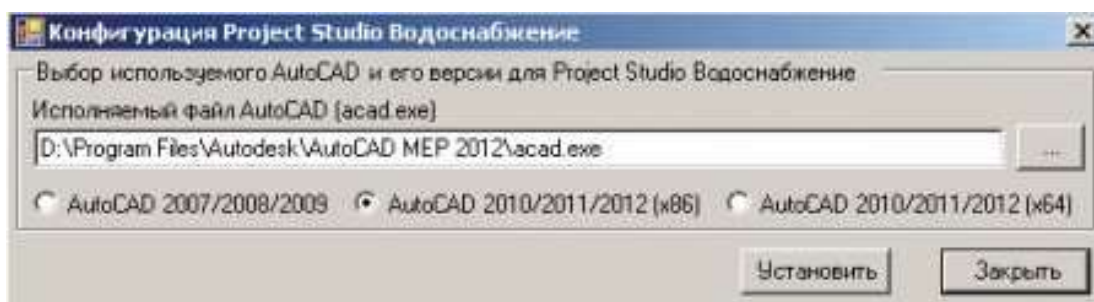 Конфигурация Project Studio Водоснабжение
Выбор используемого AutoCAD и его версии для Project Studio Водоснабжение
Исполняемый файл AutoCAD (acad.exe)
D:\Program Files\Autodesk\AutoCAD MEP 2012\acad.exe
...
AutoCAD 2007/2008/2009 AutoCAD 2010/2011/2012 (x86) AutoCAD 2010/2011/2012 (x64)
Установить Закрыть